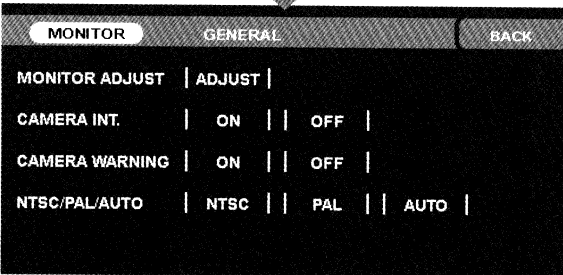 MONITOR GENERAL BACK
MONITOR ADJUST ADJUST
CAMERA INT. ON OFF
CAMERA WARNING ON OFF
NTSC/PAL/AUTO NTSC PAL AUTO